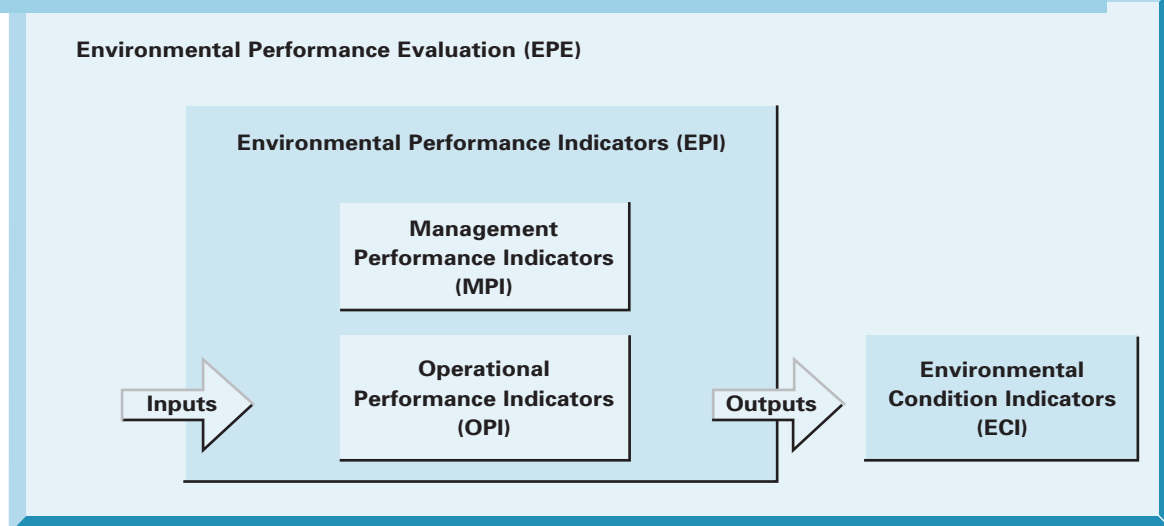 Environmental Performance Evaluation (EPE)
Environmental Performance Indicators (EPI)
Management
Performance Indicators
(MPI)
Inputs
Operational
Performance Indicators
(OPI)
Outputs
Environmental
Condition Indicators
(ECI)